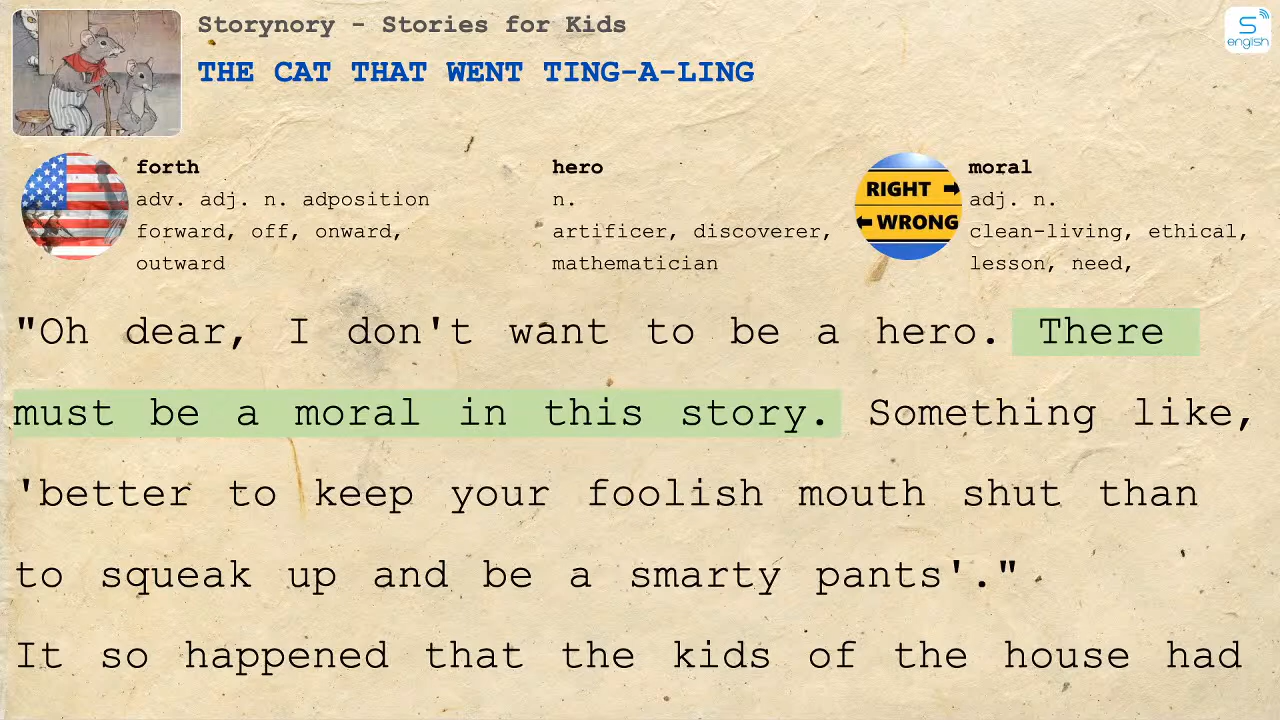 Storynory - Stories for Kids
THE CAT THAT WENT TING-A-LING
S
english
forth
adv. adj. n. adposition
forward, off, onward,
outward
hero
n.
artificer, discoverer,
mathematician
RIGHT
WRONG
moral
adj. n.
clean-living, ethical,
lesson, need,
"Oh dear, I don't want to be a hero. There
must be a moral in this story. Something like,
'better to keep your foolish mouth shut than
to squeak up and be a smarty pants'."
It so happened that the kids of the house had